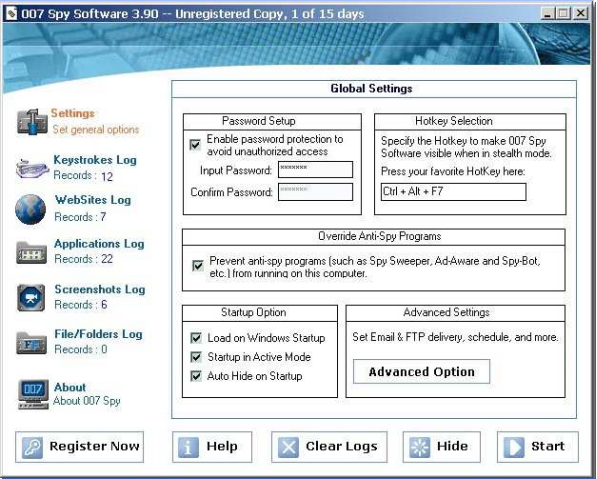 007 Spy Software 3.90 -- Unregistered Copy, 1 of 15 days
Global Settings
Settings
Set general options
Keystrokes Log
Records : 12
WebSites Log
Records : 7
Applications Log
Records : 22
Screenshots Log
Records : 6
File/Folders Log
Records : 0
007
About
About 007 Spy
Password Setup
Enable password protection to
avoid unauthorized access
Input Password: *******
Confirm Password: *******
Hotkey Selection
Specify the Hotkey to make 007 Spy
Software visible when in stealth mode.
Press your favorite HotKey here:
Ctrl + Alt + F7
Override Anti-Spy Programs
Prevent anti-spy programs (such as Spy Sweeper, Ad-Aware and Spy-Bot,
etc.) from running on this computer.
Startup Option
Load on Windows Startup
Startup in Active Mode
Auto Hide on Startup
Advanced Settings
Set Email & FTP delivery, schedule, and more.
Advanced Option
Register Now
Help
Clear Logs
Hide
Start